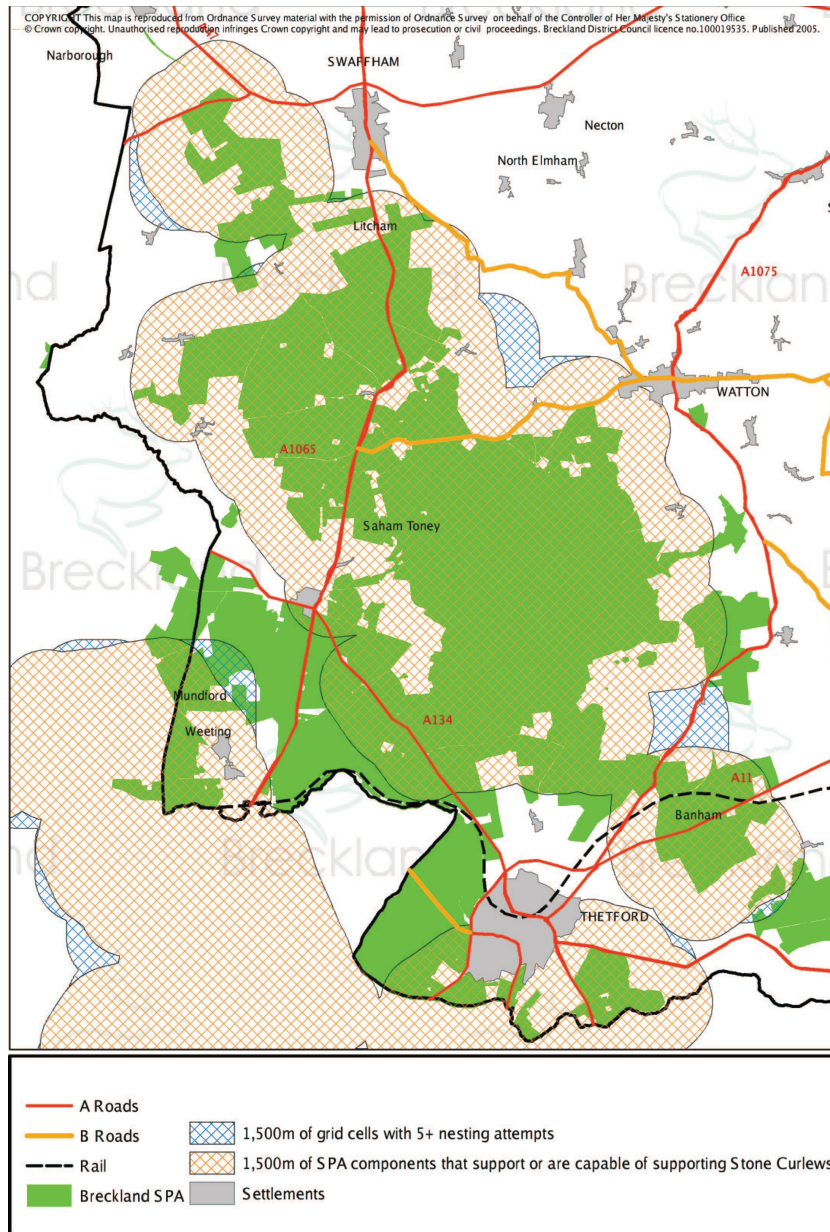 COPYRIGHT This map is reproduced from Ordnance Survey material with the permission of Ordnance Survey on behalf of the Controller of Her Majesty's Stationery Office
© Crown copyright. Unauthorised reproduction infringes Crown copyright and may lead to prosecution or civil proceedings. Breckland District Council licence no.100019535. Published 2005.
Narborough
A47
SWAFFHAM
Necton
North Elmham
Litcham
A1075
Breckland
WATTON
A1065
Saham Toney
Breckland
Mundford
Weeting
A134
A11
Banham
THETFORD
A Roads
B Roads
1,500m of grid cells with 5+ nesting attempts
Rail
1,500m of SPA components that support or are capable of supporting Stone Curlews
Breckland SPA
Settlements